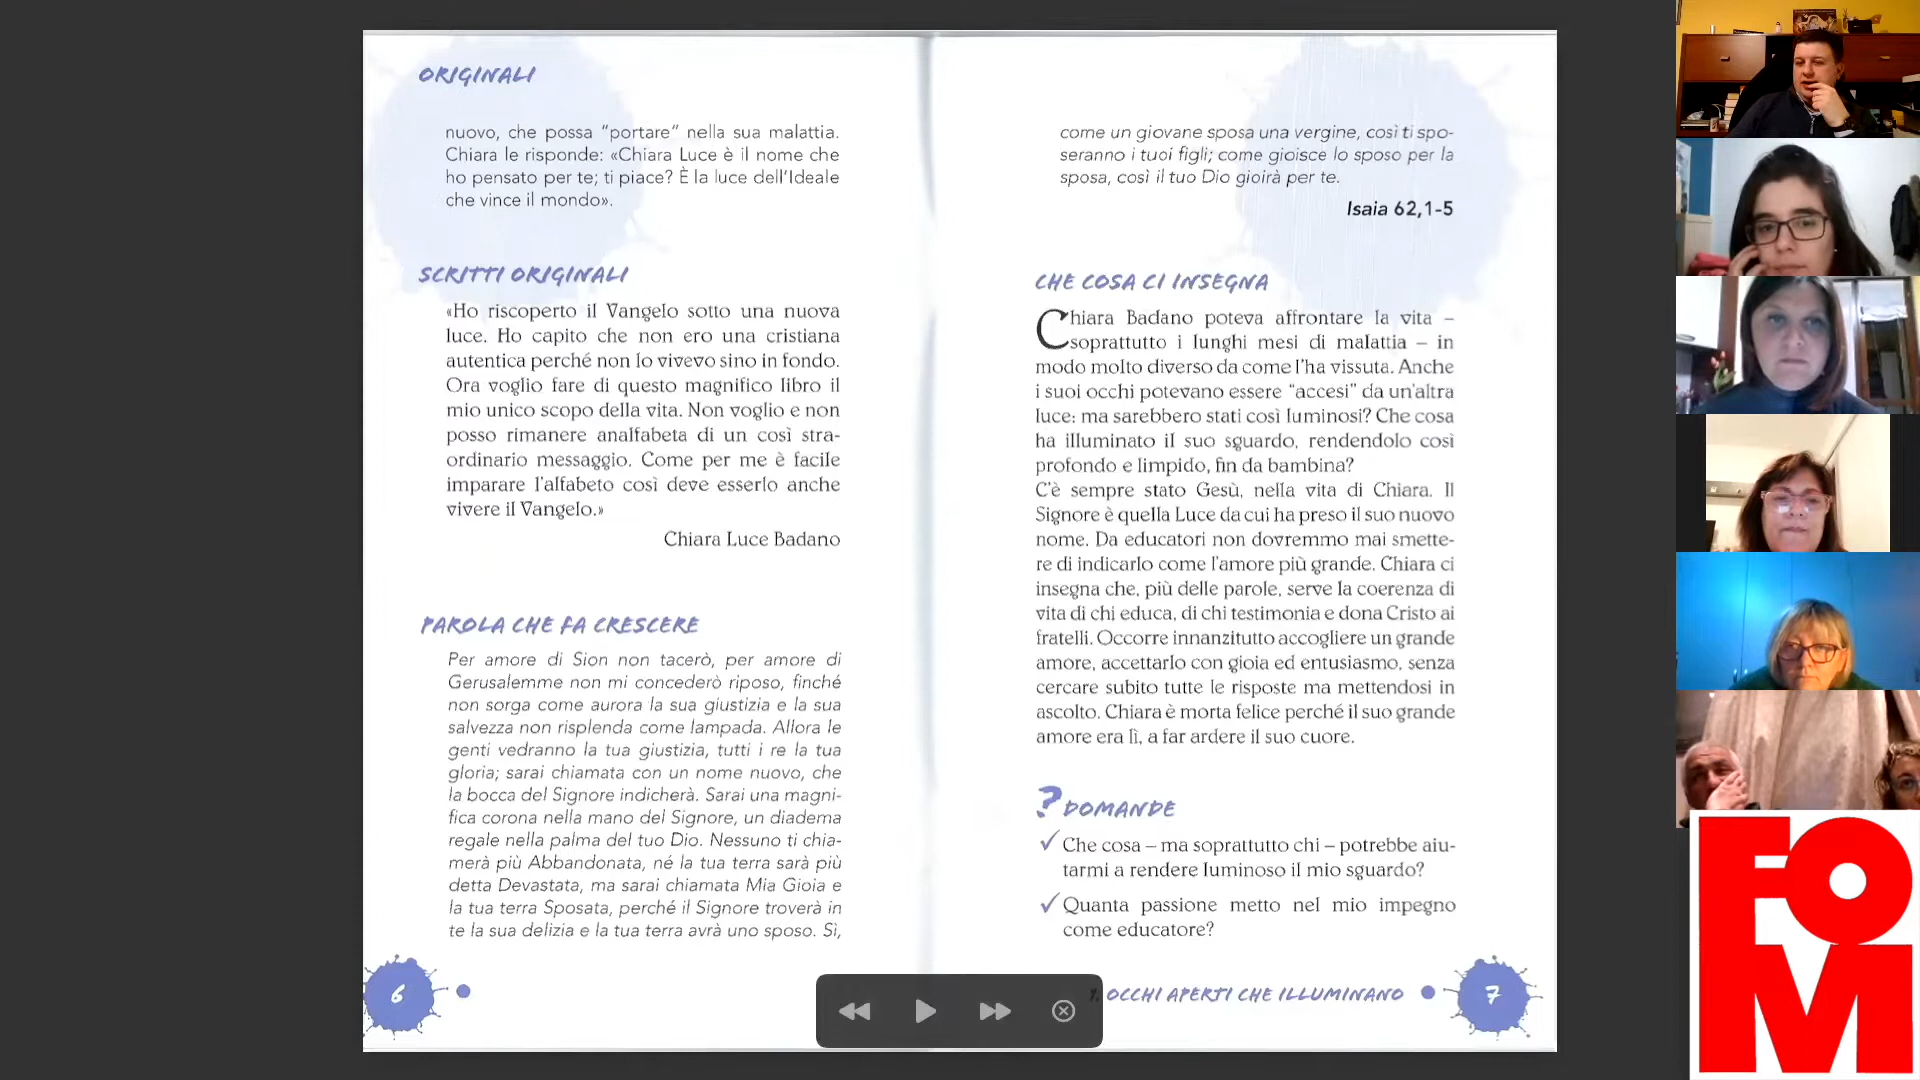 ORIGINALI
nuovo, che possa “portare” nella sua malattia.
Chiara le risponde: «Chiara Luce è il nome che
ho pensato per te; ti piace? È la luce dell’Ideale
che vince il mondo».
SCRITTI ORIGINALI
«Ho riscoperto il Vangelo sotto una nuova
luce. Ho capito che non ero una cristiana
autentica perché non lo vivevo sino in fondo.
Ora voglio fare di questo magnifico libro il
mio unico scopo della vita. Non voglio e non
posso rimanere analfabeta di un così stra-
ordinario messaggio. Come per me è facile
imparare l’alfabeto così deve esserlo anche
vivere il Vangelo.»
Chiara Luce Badano
PAROLA CHE FA CRESCERE
Per amore di Sion non tacerò, per amore di
Gerusalemme non mi concederò riposo, finché
non sorga come aurora la sua giustizia e la sua
salvezza non risplenda come lampada. Allora le
genti vedranno la tua giustizia, tutti i re la tua
gloria; sarai chiamata con un nome nuovo, che
la bocca del Signore indicherà. Sarai una magni-
fica corona nella mano del Signore, un diadema
regale nella palma del tuo Dio. Nessuno ti chia-
merà più Abbandonata, né la tua terra sarà più
detta Devastata, ma sarai chiamata Mia Gioia e
la tua terra Sposata, perché il Signore troverà in
te la sua delizia e la tua terra avrà uno sposo. Sì,
6
come un giovane sposa una vergine, così ti spo-
seranno i tuoi figli; come gioisce lo sposo per la
sposa, così il tuo Dio gioirà per te.
Isaia 62,1-5
CHE COSA CI INSEGNA
Chiara Badano poteva affrontare la vita –
soprattutto i lunghi mesi di malattia – in
modo molto diverso da come l’ha vissuta. Anche
i suoi occhi potevano essere “accesi” da un’altra
luce: ma sarebbero stati così luminosi? Che cosa
ha illuminato il suo sguardo, rendendolo così
profondo e limpido, fin da bambina?
C’è sempre stato Gesù, nella vita di Chiara. Il
Signore è quella Luce da cui ha preso il suo nuovo
nome. Da educatori non dovremmo mai smette-
re di indicarlo come l’amore più grande. Chiara ci
insegna che, più delle parole, serve la coerenza di
vita di chi educa, di chi testimonia e dona Cristo ai
fratelli. Occorre innanzitutto accogliere un grande
amore, accettarlo con gioia ed entusiasmo, senza
cercare subito tutte le risposte ma mettendosi in
ascolto. Chiara è morta felice perché il suo grande
amore era lì, a far ardere il suo cuore.
? DOMANDE
✓ Che cosa – ma soprattutto chi – potrebbe aiu-
tarmi a rendere luminoso il mio sguardo?
✓ Quanta passione metto nel mio impegno
come educatore?
OCCHI APERTI CHE ILLUMINANO
7
FOM